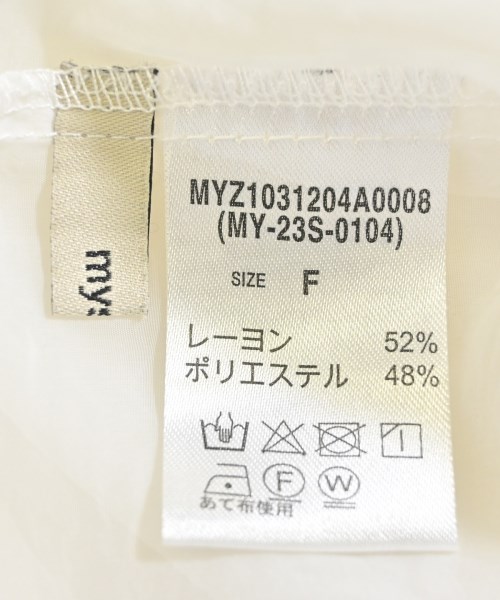 my
MYZ1031204A0008
(MY-23S-0104)
SIZE F
レーヨン 52%
ポリエステル 48%
F W
あて布使用